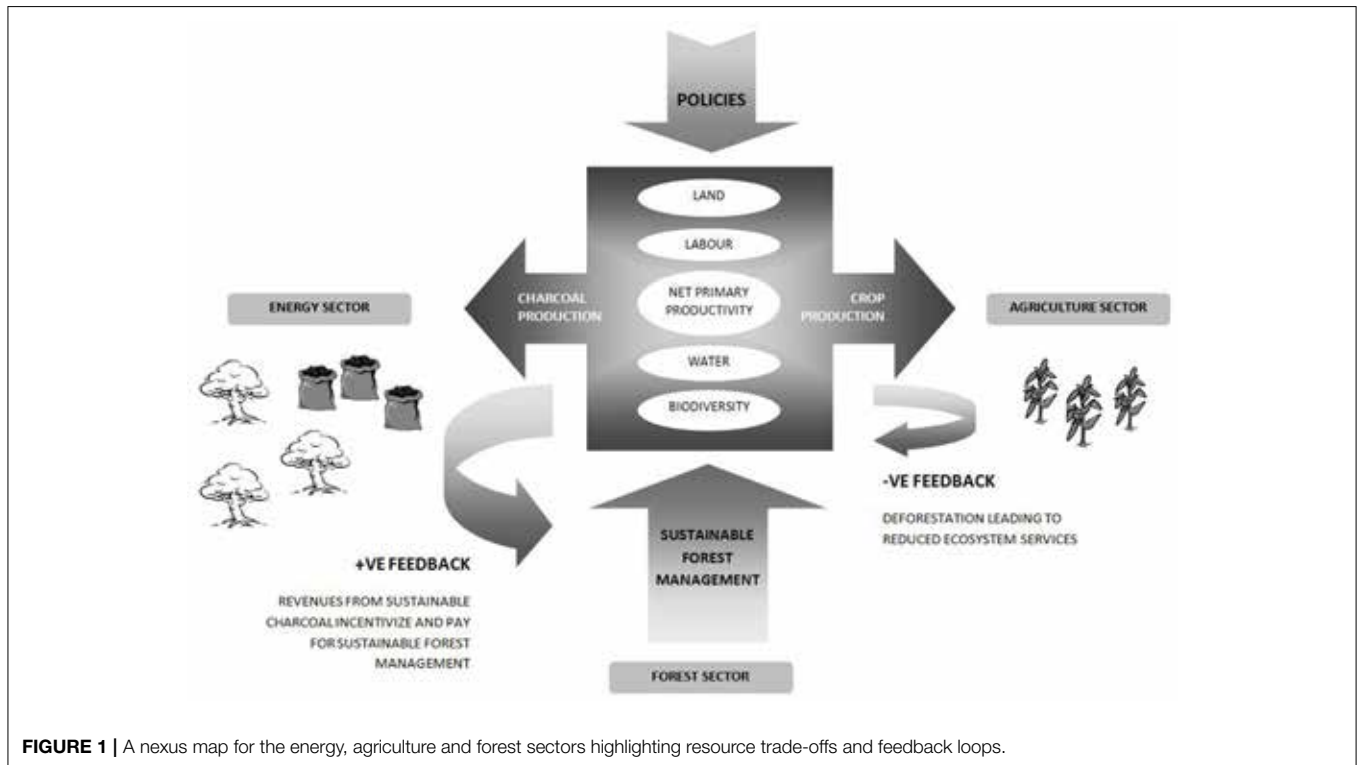 POLICIES
LAND
LABOUR
NET PRIMARY
PRODUCTIVITY
WATER
BIODIVERSITY
CHARCOAL
PRODUCTION
CROP
PRODUCTION
ENERGY SECTOR
AGRICULTURE SECTOR
+VE FEEDBACK
REVENUES FROM SUSTAINABLE
CHARCOAL INCENTIVIZE AND PAY
FOR SUSTAINABLE FOREST
MANAGEMENT
-VE FEEDBACK
DEFORESTATION LEADING TO
REDUCED ECOSYSTEM SERVICES
SUSTAINABLE
FOREST
MANAGEMENT
FOREST SECTOR
FIGURE 1 | A nexus map for the energy, agriculture and forest sectors highlighting resource trade-offs and feedback loops.